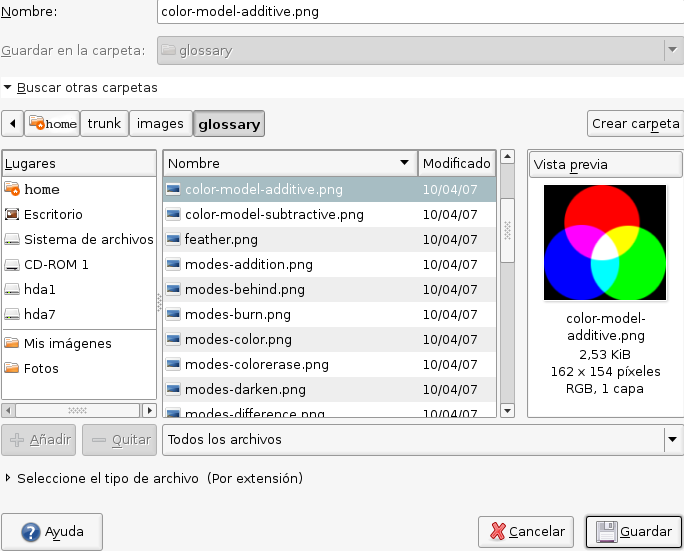 Nombre: color-model-additive.png
Guardar en la carpeta: glossary
Buscar otras carpetas
home trunk images glossary Crear carpeta
Lugares
home
Escritorio
Sistema de archivos
CD-ROM 1
hda1
hda7
Mis imágenes
Fotos
Nombre Modificado
color-model-additive.png 10/04/07
color-model-subtractive.png 10/04/07
feather.png 10/04/07
modes-addition.png 10/04/07
modes-behind.png 10/04/07
modes-burn.png 10/04/07
modes-color.png 10/04/07
modes-colorerase.png 10/04/07
modes-darken.png 10/04/07
modes-difference.png 10/04/07
Vista previa
color-model-
additive.png
2,53 KiB
162 x 154 píxeles
RGB, 1 capa
Añadir Quitar Todos los archivos
Seleccione el tipo de archivo (Por extensión)
Ayuda Cancelar Guardar